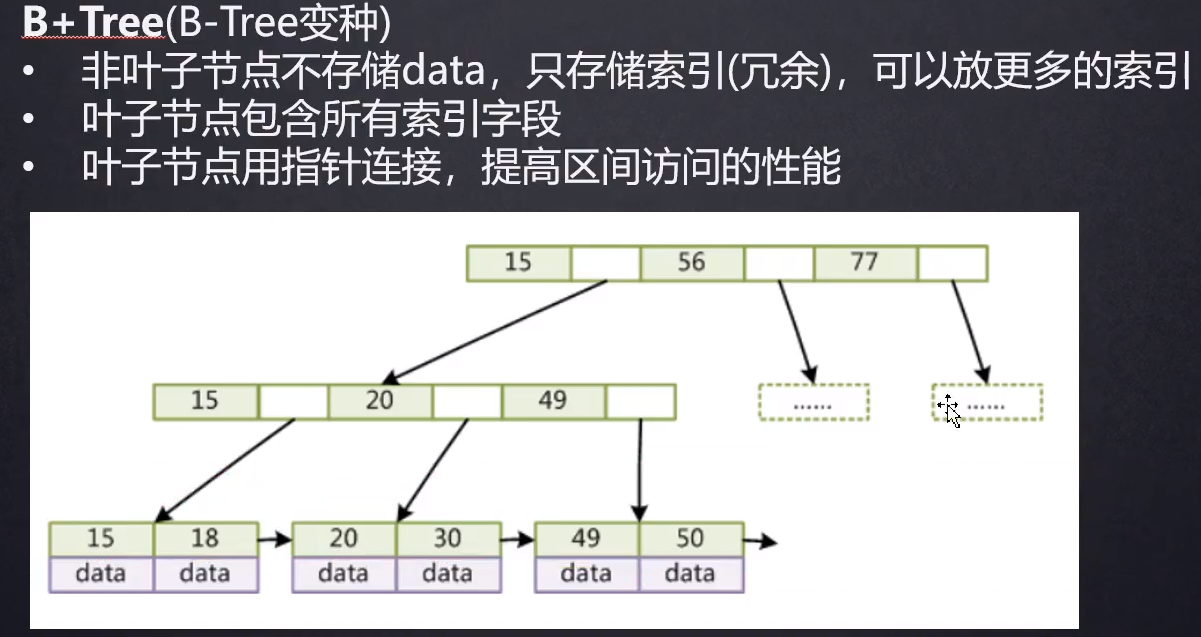 B+Tree(B-Tree变种)
• 非叶子节点不存储data，只存储索引(冗余)，可以放更多的索引
• 叶子节点包含所有索引字段
• 叶子节点用指针连接，提高区间访问的性能
15 56 77
15 20 49 ...... ......
15 18 20 30 49 50
data data data data data data